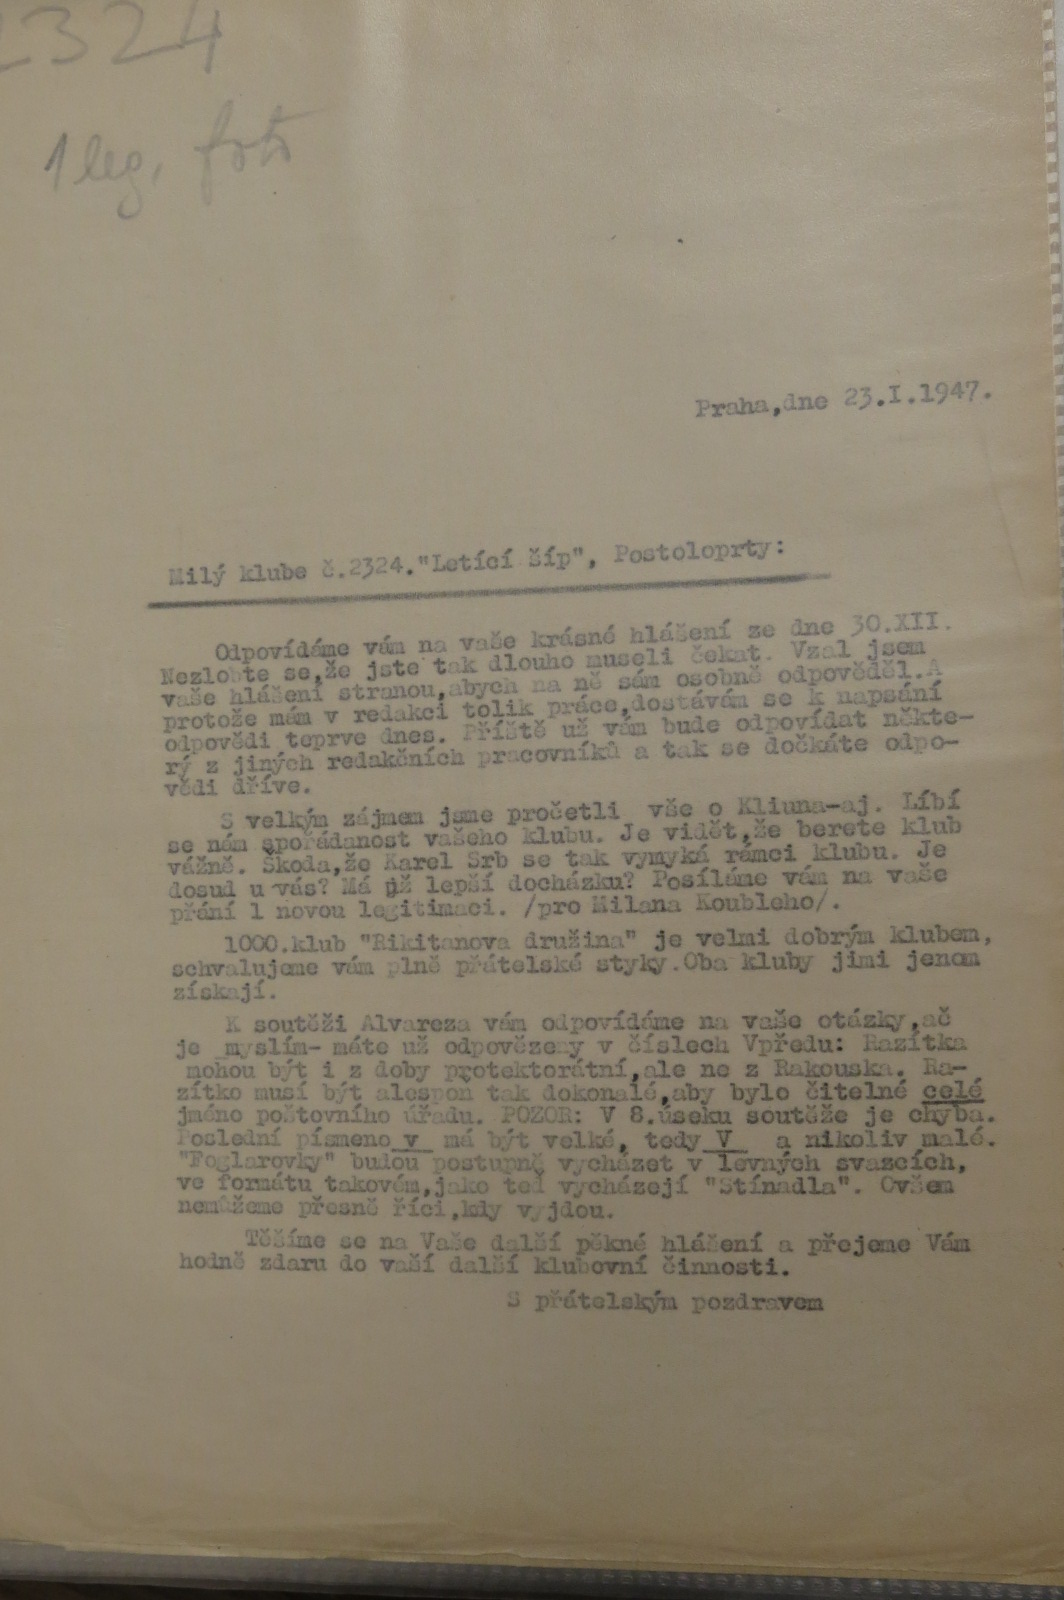 2324
1 leg. foto
Praha,dne 23.I.1947.
Milý klube č.2324."Letící šíp", Postoloprty:
Odpovídáme vám na vaše krásné hlášení ze dne 30.XII.
Nezlobte se,že jste tak dlouho museli čekat. Vzal jsem
vaše hlášení stranou,abych na ně sám osobně odpověděl.A
protože mám v redakci tolik práce,dostávám se k napsání
odpovědi teprve dnes. Příště už vám bude odpovídat někte-
rý z jiných redakčních pracovníků a tak se dočkáte odpo-
vědi dříve.
S velkým zájmem jsme pročetli vše o Kliuna-aj. Líbí
se nám spořádanost vašeho klubu. Je vidět,že berete klub
vážně. Škoda,že Karel Srb se tak vymyká rámci klubu. Je
dosud u vás? Má už lepší docházku? Posíláme vám na vaše
přání 1 novou legitimaci. /pro Milana Koubleho/.
1000.klub "Rikitanova družina" je velmi dobrým klubem,
schvalujeme vám plně přátelské styky.Oba kluby jimi jenom
získají.
K soutěži Alvareza vám odpovídáme na vaše otázky,ač
je myslím- máte už odpovězeny v číslech Vpředu: Razítka
mohou být i z doby protektorátní,ale ne z Rakouska. Ra-
zítko musí být alespon tak dokonalé,aby bylo čitelné celé
jméno poštovního úřadu. POZOR: V 8.úseku soutěže je chyba.
Poslední písmeno v má být velké, tedy V a nikoliv malé.
"Foglarovky" budou postupně vycházet v levných svazcích,
ve formátu takovém,jako teď vycházejí "Stínadla". Ovšem
nemůžeme přesně říci,kdy vyjdou.
Těšíme se na Vaše další pěkné hlášení a přejeme Vám
hodně zdaru do vaší další klubovní činnosti.
S přátelským pozdravem